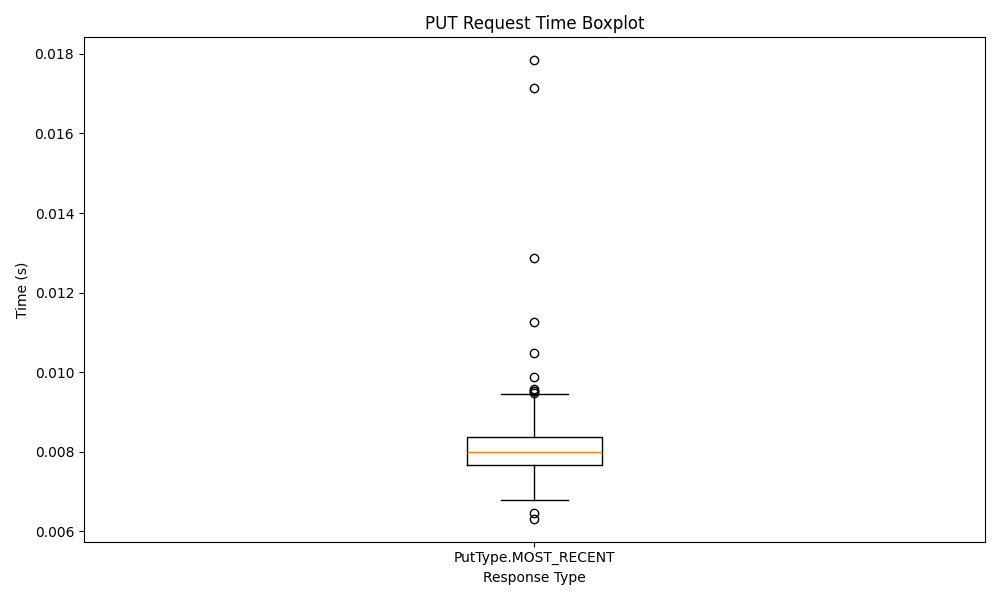 PUT Request Time Boxplot
0.018
0.016
0.014
0.012
0.010
0.008
0.006
Time (s)
PutType.MOST_RECENT
Response Type